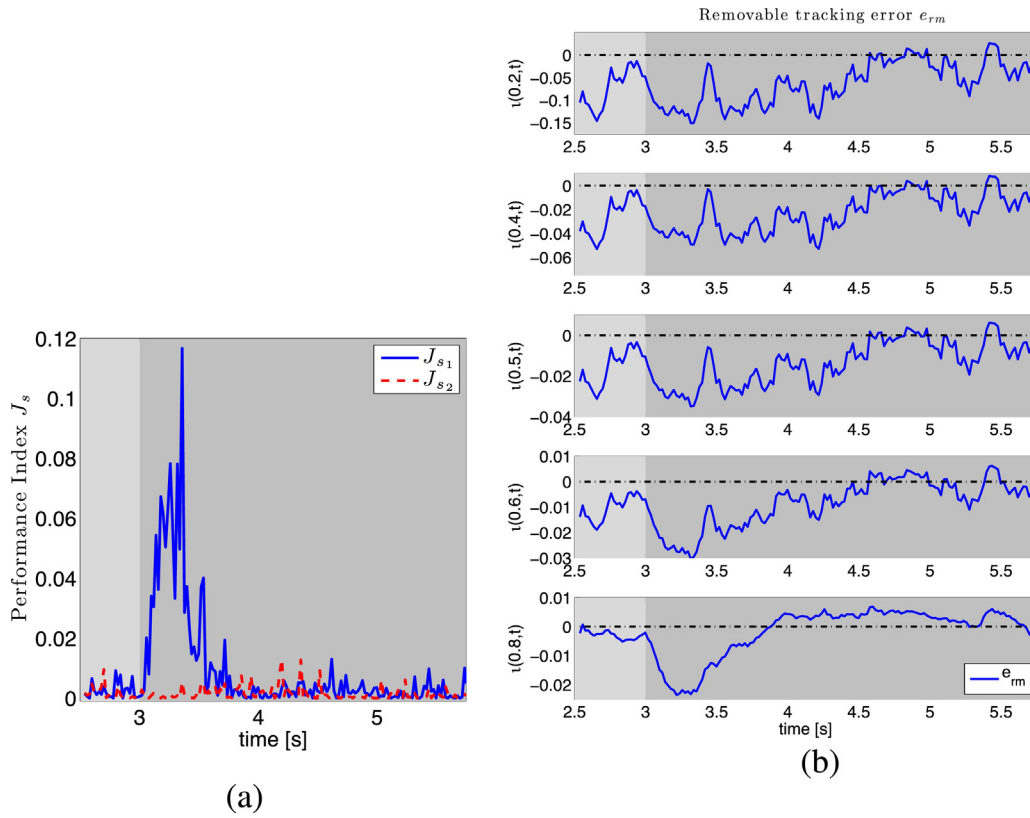 Removable tracking error e_rm
0
−0.05
−0.1
−0.15
ι(0.2,t)
2.5 3 3.5 4 4.5 5 5.5
0
−0.02
−0.04
−0.06
ι(0.4,t)
2.5 3 3.5 4 4.5 5 5.5
0
−0.02
−0.04
ι(0.5,t)
2.5 3 3.5 4 4.5 5 5.5
0.01
0
−0.01
−0.02
−0.03
ι(0.6,t)
2.5 3 3.5 4 4.5 5 5.5
0.01
0
−0.01
−0.02
ι(0.8,t)
e_rm
2.5 3 3.5 4 4.5 5 5.5
time [s]
(b)
0.12
0.1
0.08
0.06
0.04
0.02
0
Performance Index J_s
J_s1
J_s2
3 4 5
time [s]
(a)